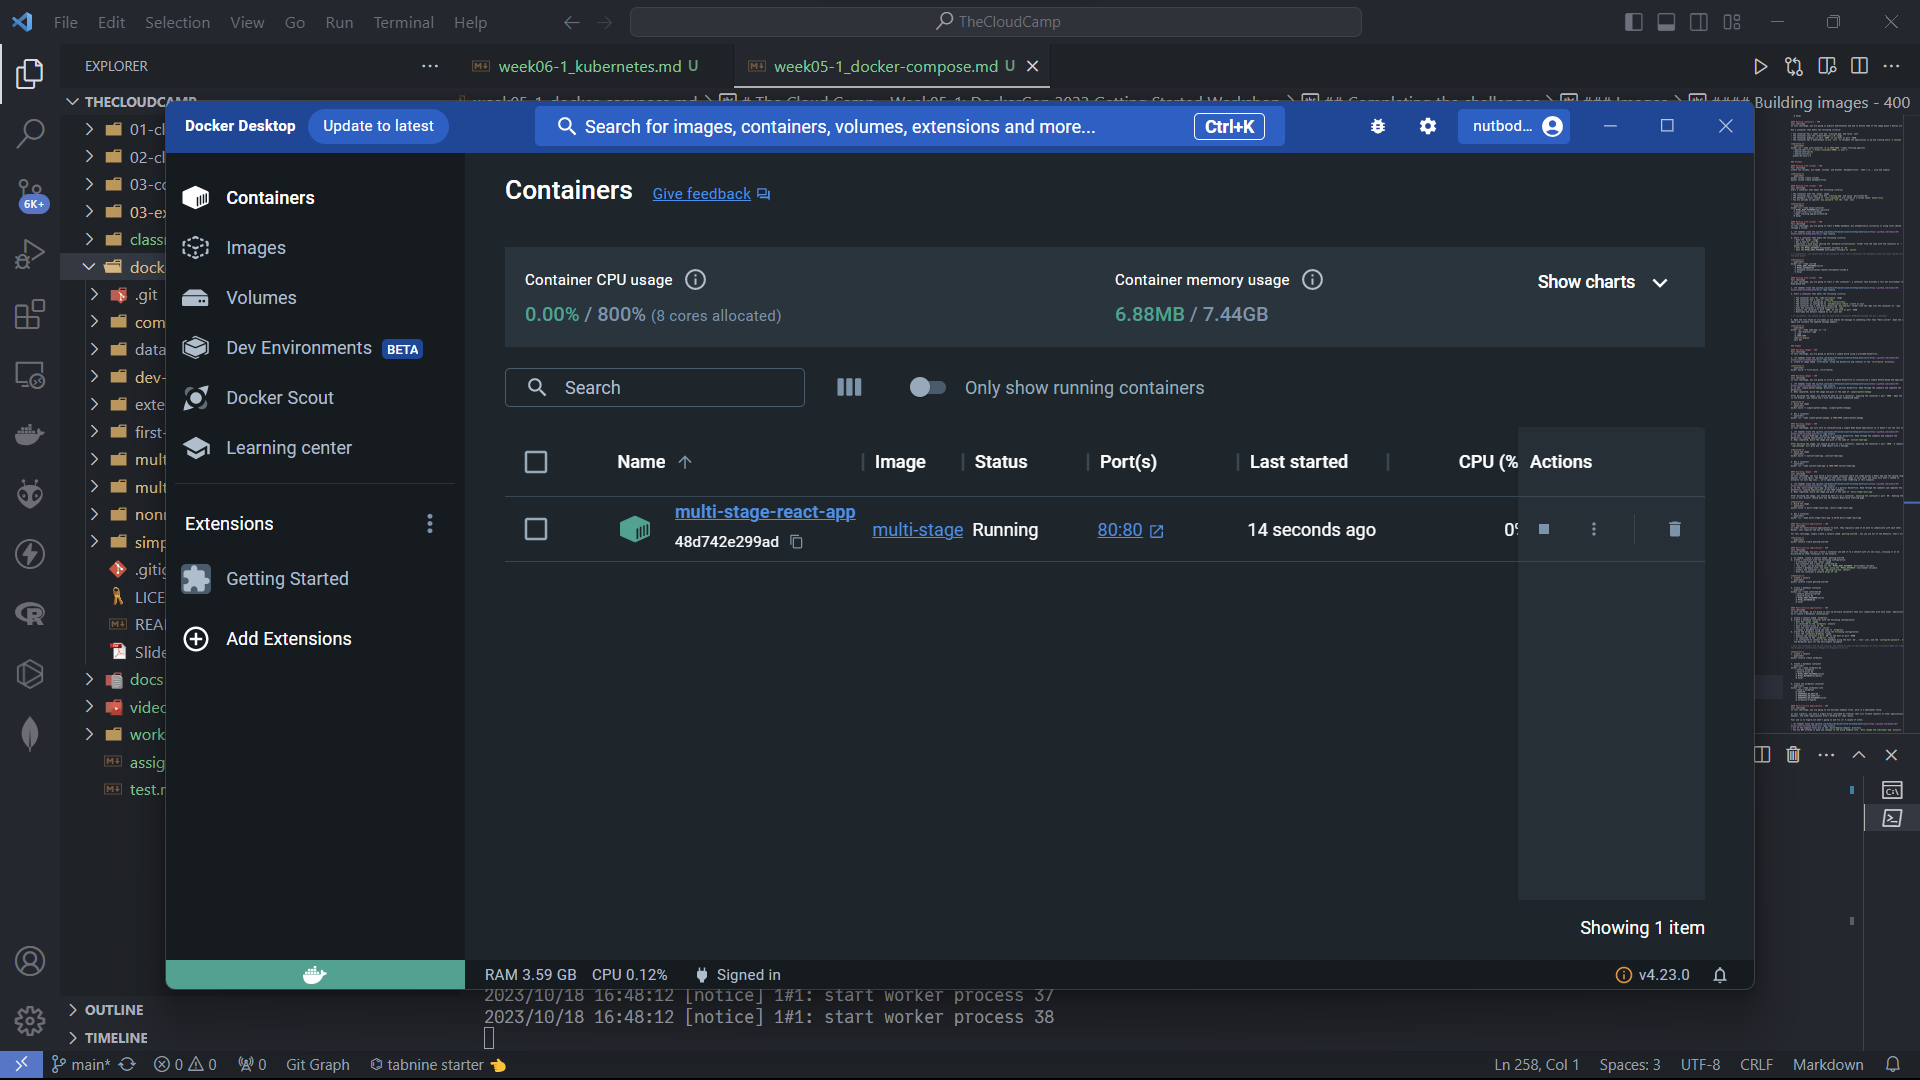 File Edit Selection View Go Run Terminal Help
TheCloudCamp
EXPLORER
week06-1_kubernetes.md U
week05-1_docker-compose.md U
THECLOUDCAMP
Building images - 400
01-cl
02-cl
03-co
03-ex
classr
dock
.git
com
data
dev-
exte
first-
mult
mult
nonr
simp
.gitig
LICE
REA
Slide
docs
videc
work
assig
test.r
OUTLINE
TIMELINE
6K+
Docker Desktop
Update to latest
Search for images, containers, volumes, extensions and more...
Ctrl+K
nutbod...
Containers
Images
Volumes
Dev Environments BETA
Docker Scout
Learning center
Extensions
Getting Started
Add Extensions
Containers
Give feedback
Container CPU usage
0.00% / 800% (8 cores allocated)
Container memory usage
6.88MB / 7.44GB
Show charts
Search
Only show running containers
Name Image Status Port(s) Last started CPU (% Actions
multi-stage-react-app
48d742e299ad
multi-stage Running 80:80 14 seconds ago 0%
Showing 1 item
RAM 3.59 GB CPU 0.12% Signed in
v4.23.0
2023/10/18 16:48:12 [notice] 1#1: start worker process 37
2023/10/18 16:48:12 [notice] 1#1: start worker process 38
main* 0 0 0 Git Graph tabnine starter
Ln 258, Col 1 Spaces: 3 UTF-8 CRLF Markdown